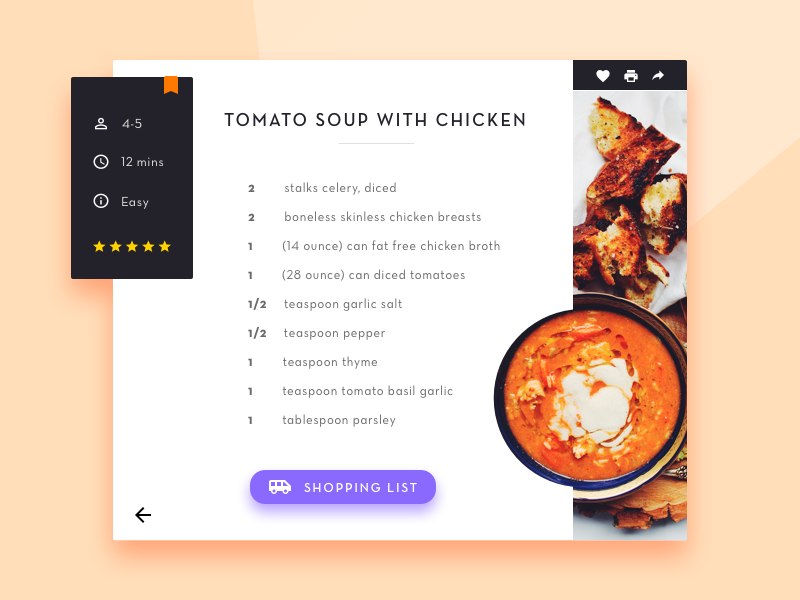 4-5
12 mins
Easy
TOMATO SOUP WITH CHICKEN
2 stalks celery, diced
2 boneless skinless chicken breasts
1 (14 ounce) can fat free chicken broth
1 (28 ounce) can diced tomatoes
1/2 teaspoon garlic salt
1/2 teaspoon pepper
1 teaspoon thyme
1 teaspoon tomato basil garlic
1 tablespoon parsley
SHOPPING LIST